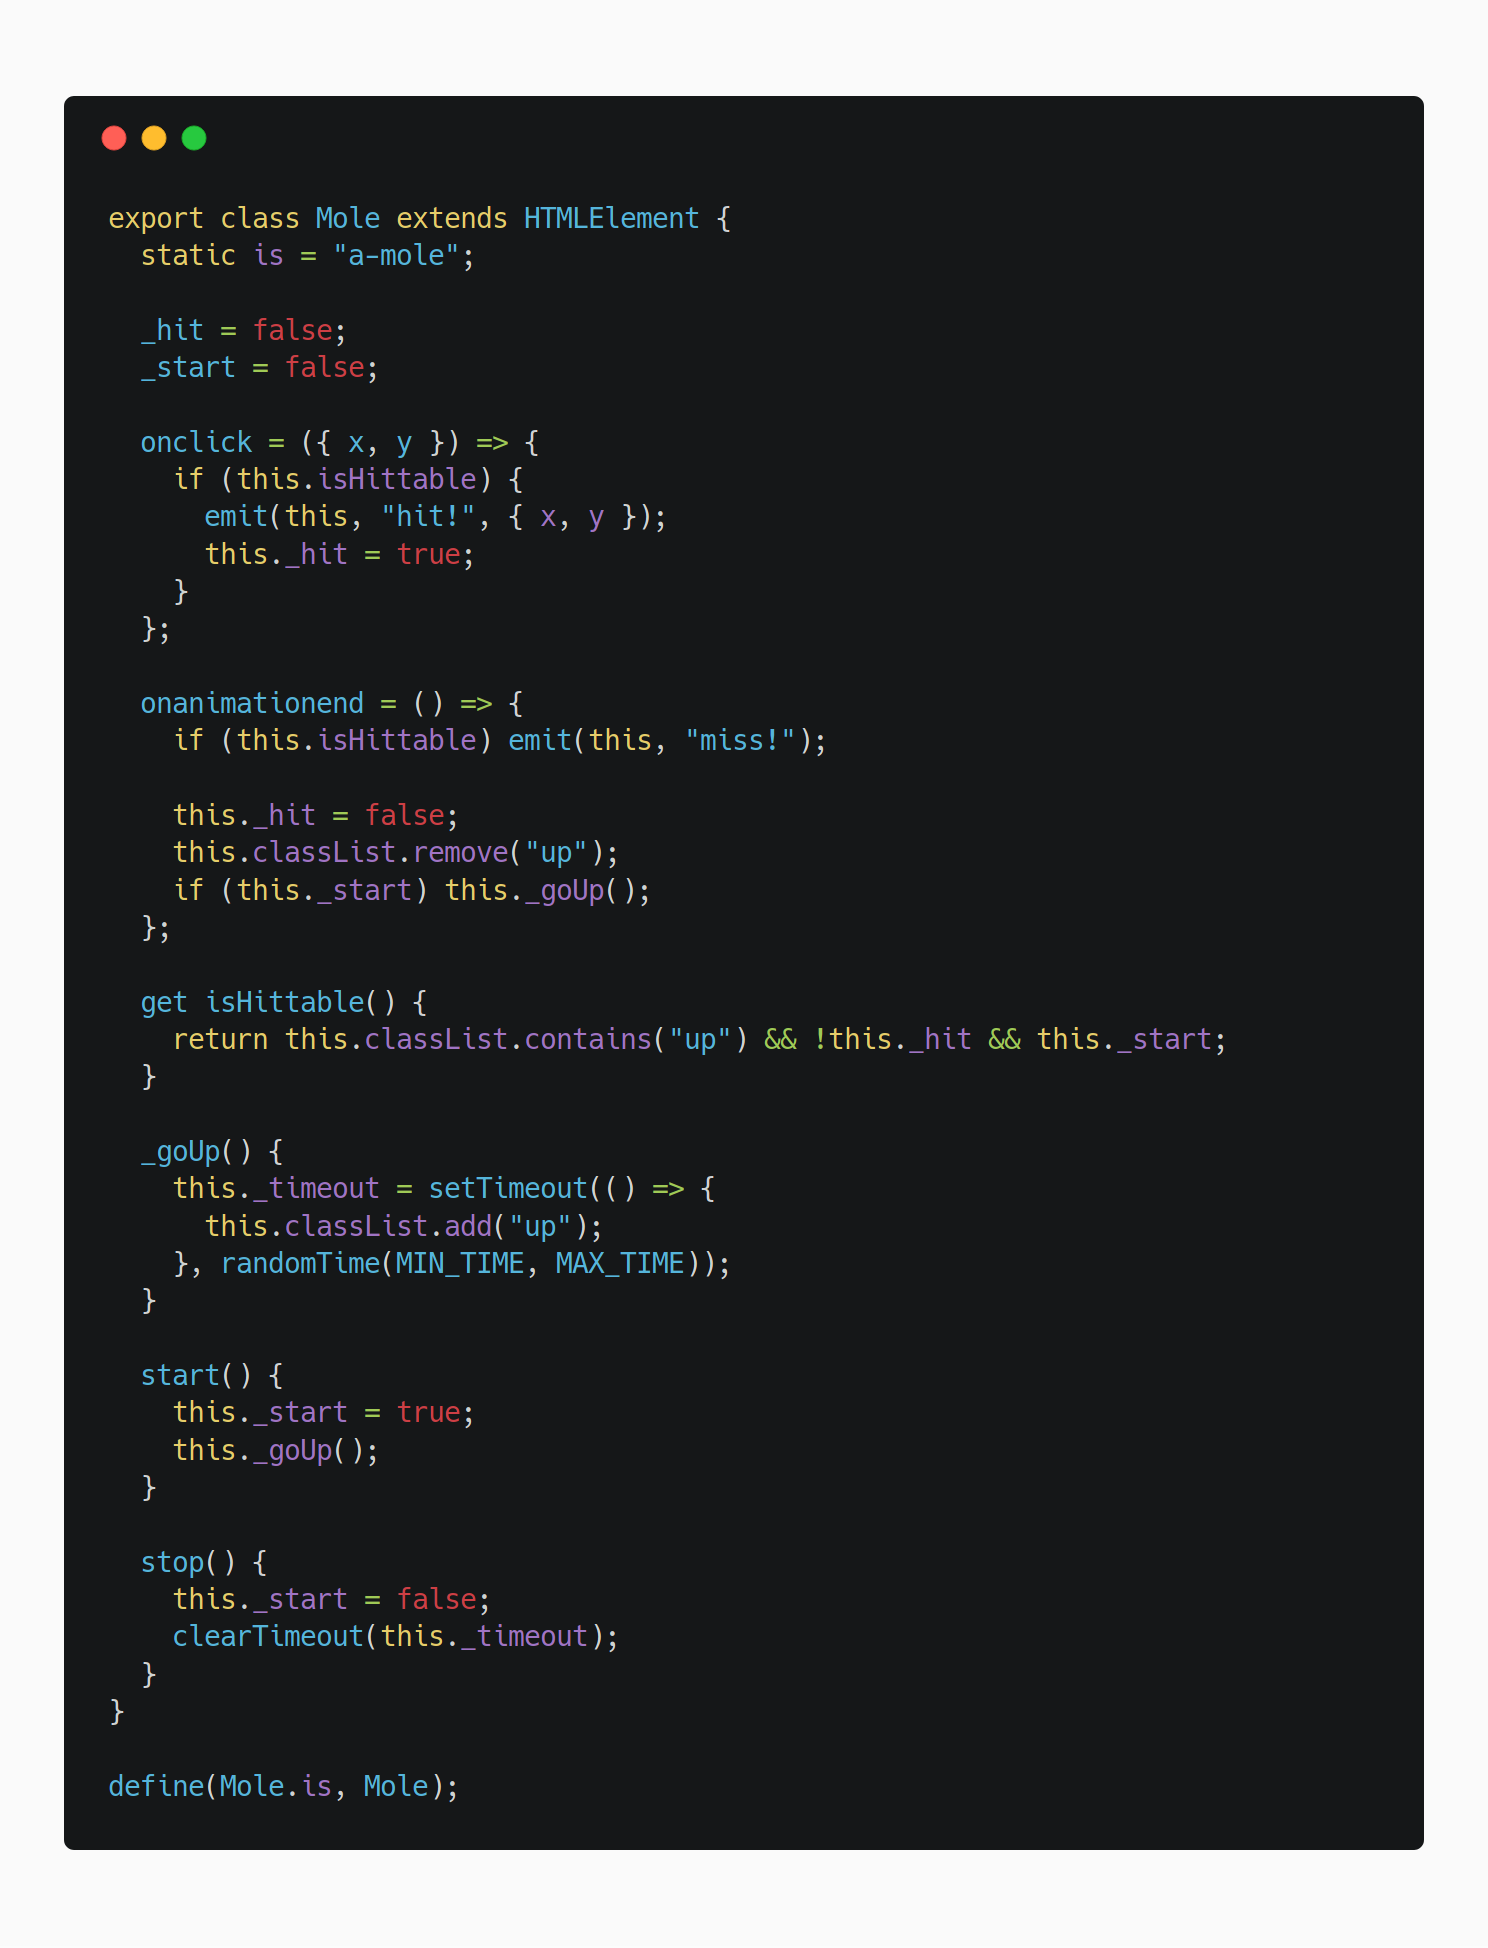 export class Mole extends HTMLElement {
  static is = "a-mole";

  _hit = false;
  _start = false;

  onclick = ({ x, y }) => {
    if (this.isHittable) {
      emit(this, "hit!", { x, y });
      this._hit = true;
    }
  };

  onanimationend = () => {
    if (this.isHittable) emit(this, "miss!");

    this._hit = false;
    this.classList.remove("up");
    if (this._start) this._goUp();
  };

  get isHittable() {
    return this.classList.contains("up") && !this._hit && this._start;
  }

  _goUp() {
    this._timeout = setTimeout(() => {
      this.classList.add("up");
    }, randomTime(MIN_TIME, MAX_TIME));
  }

  start() {
    this._start = true;
    this._goUp();
  }

  stop() {
    this._start = false;
    clearTimeout(this._timeout);
  }
}

define(Mole.is, Mole);